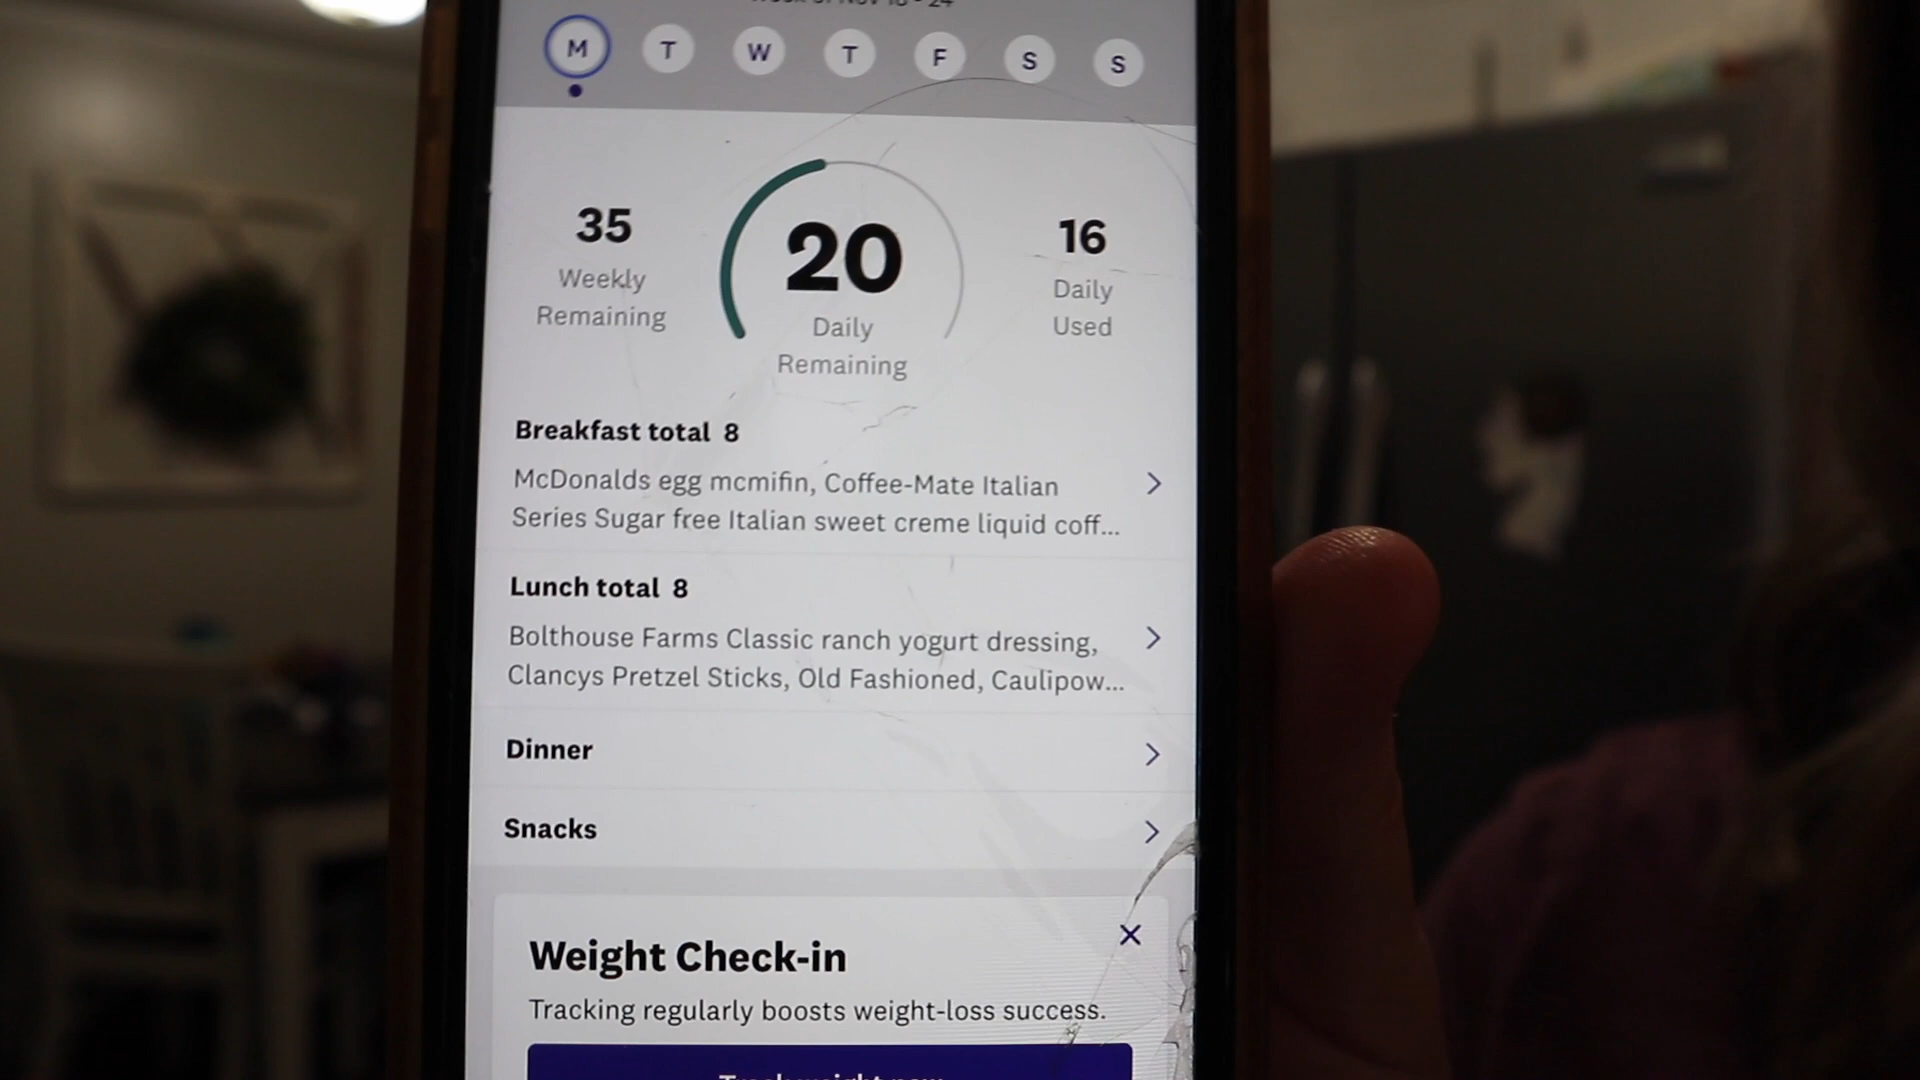 M T W T F S S
35
Weekly
Remaining
20
Daily
Remaining
16
Daily
Used
Breakfast total 8
McDonalds egg mcmifin, Coffee-Mate Italian
Series Sugar free Italian sweet creme liquid coff...
Lunch total 8
Bolthouse Farms Classic ranch yogurt dressing,
Clancys Pretzel Sticks, Old Fashioned, Caulipow...
Dinner
Snacks
Weight Check-in
Tracking regularly boosts weight-loss success.